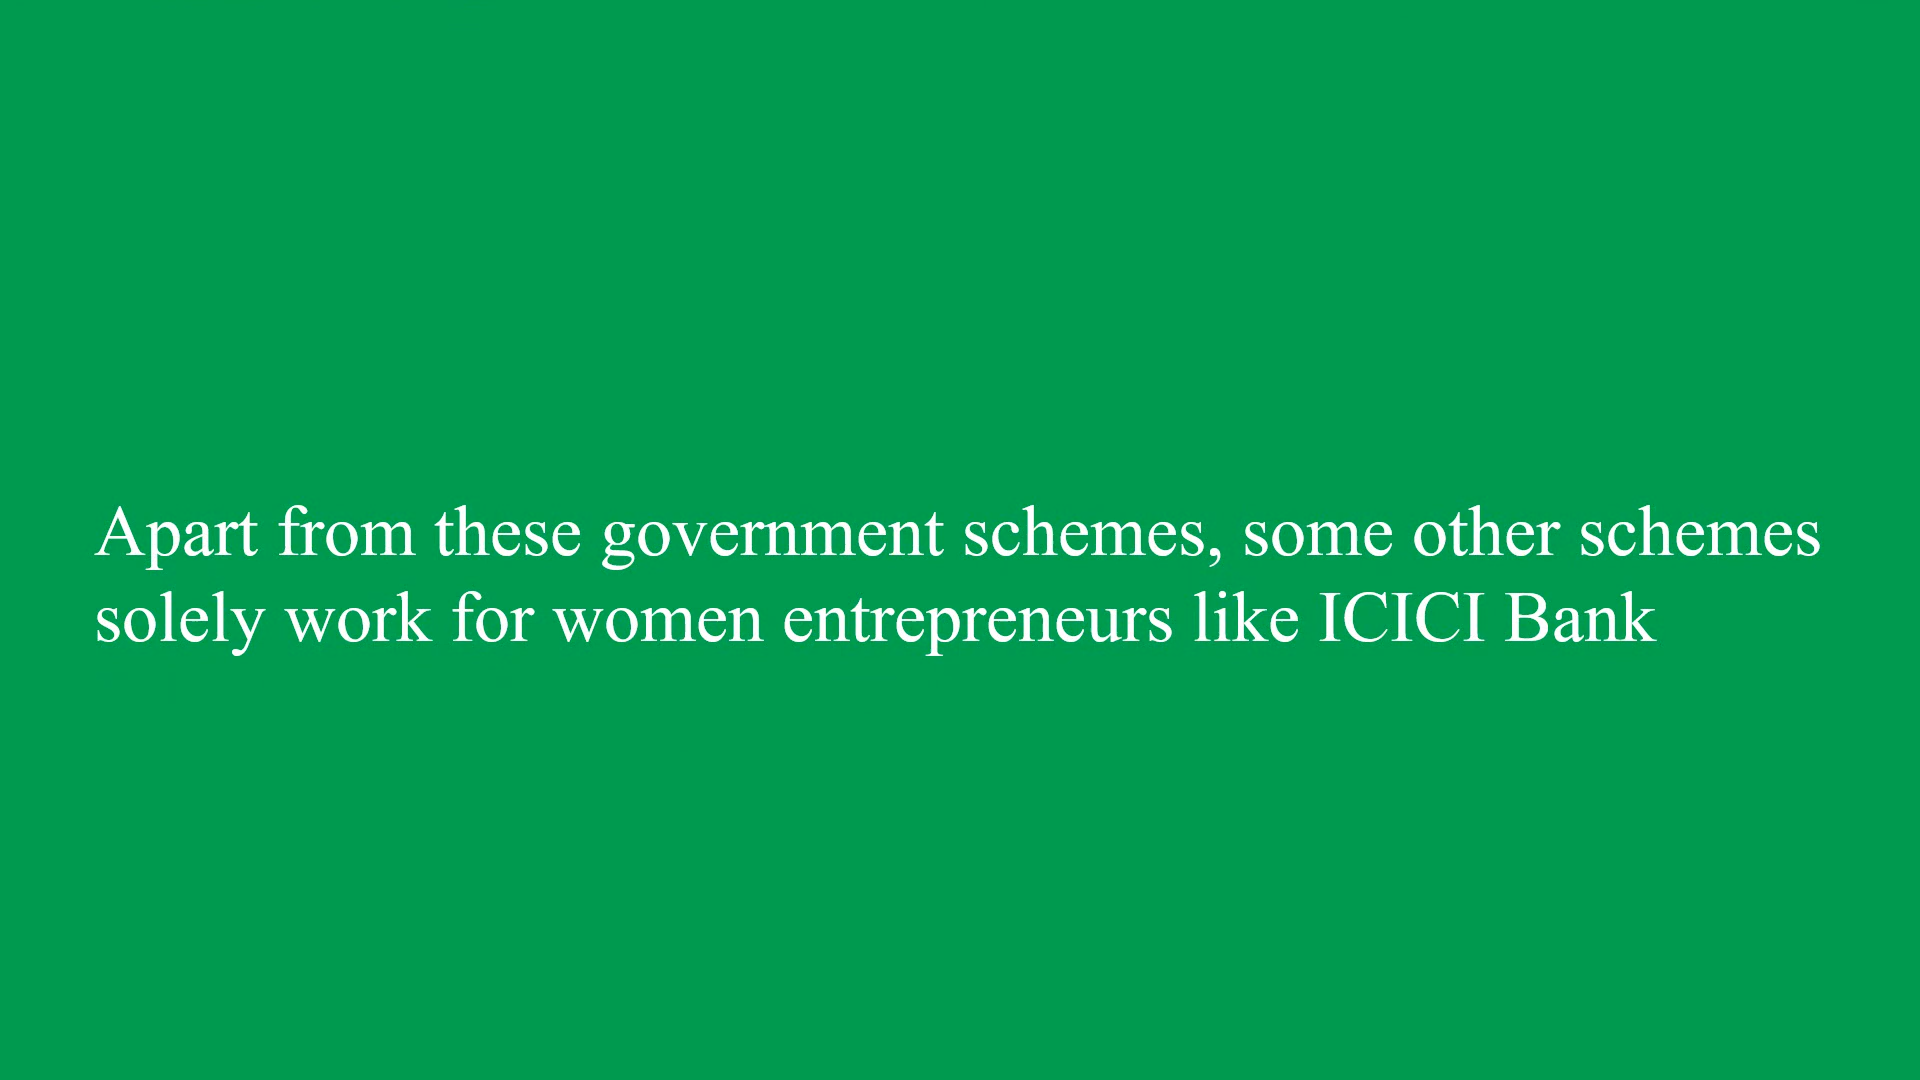 Apart from these government schemes, some other schemes
solely work for women entrepreneurs like ICICI Bank